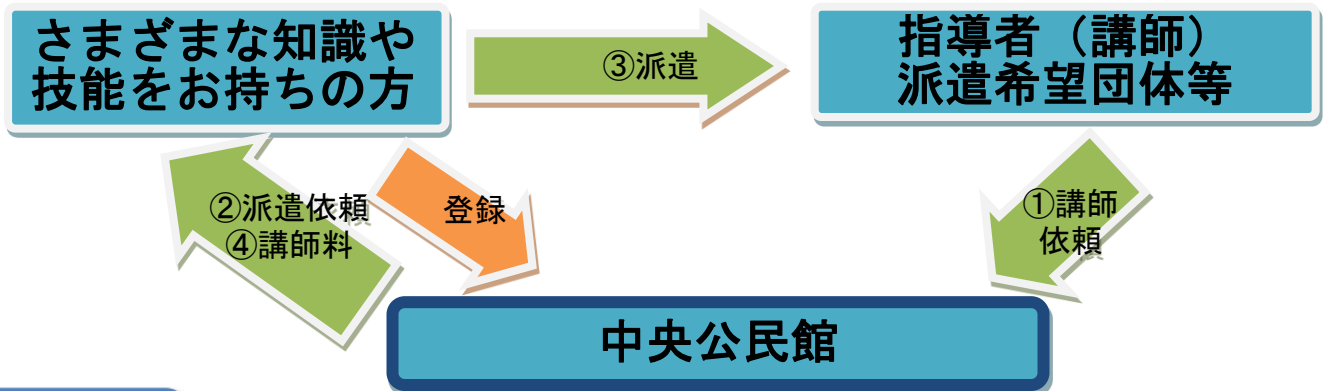 さまざまな知識や
技能をお持ちの方
③派遣
指導者（講師）
派遣希望団体等
②派遣依頼
④講師料
登録
①講師
依頼
中央公民館